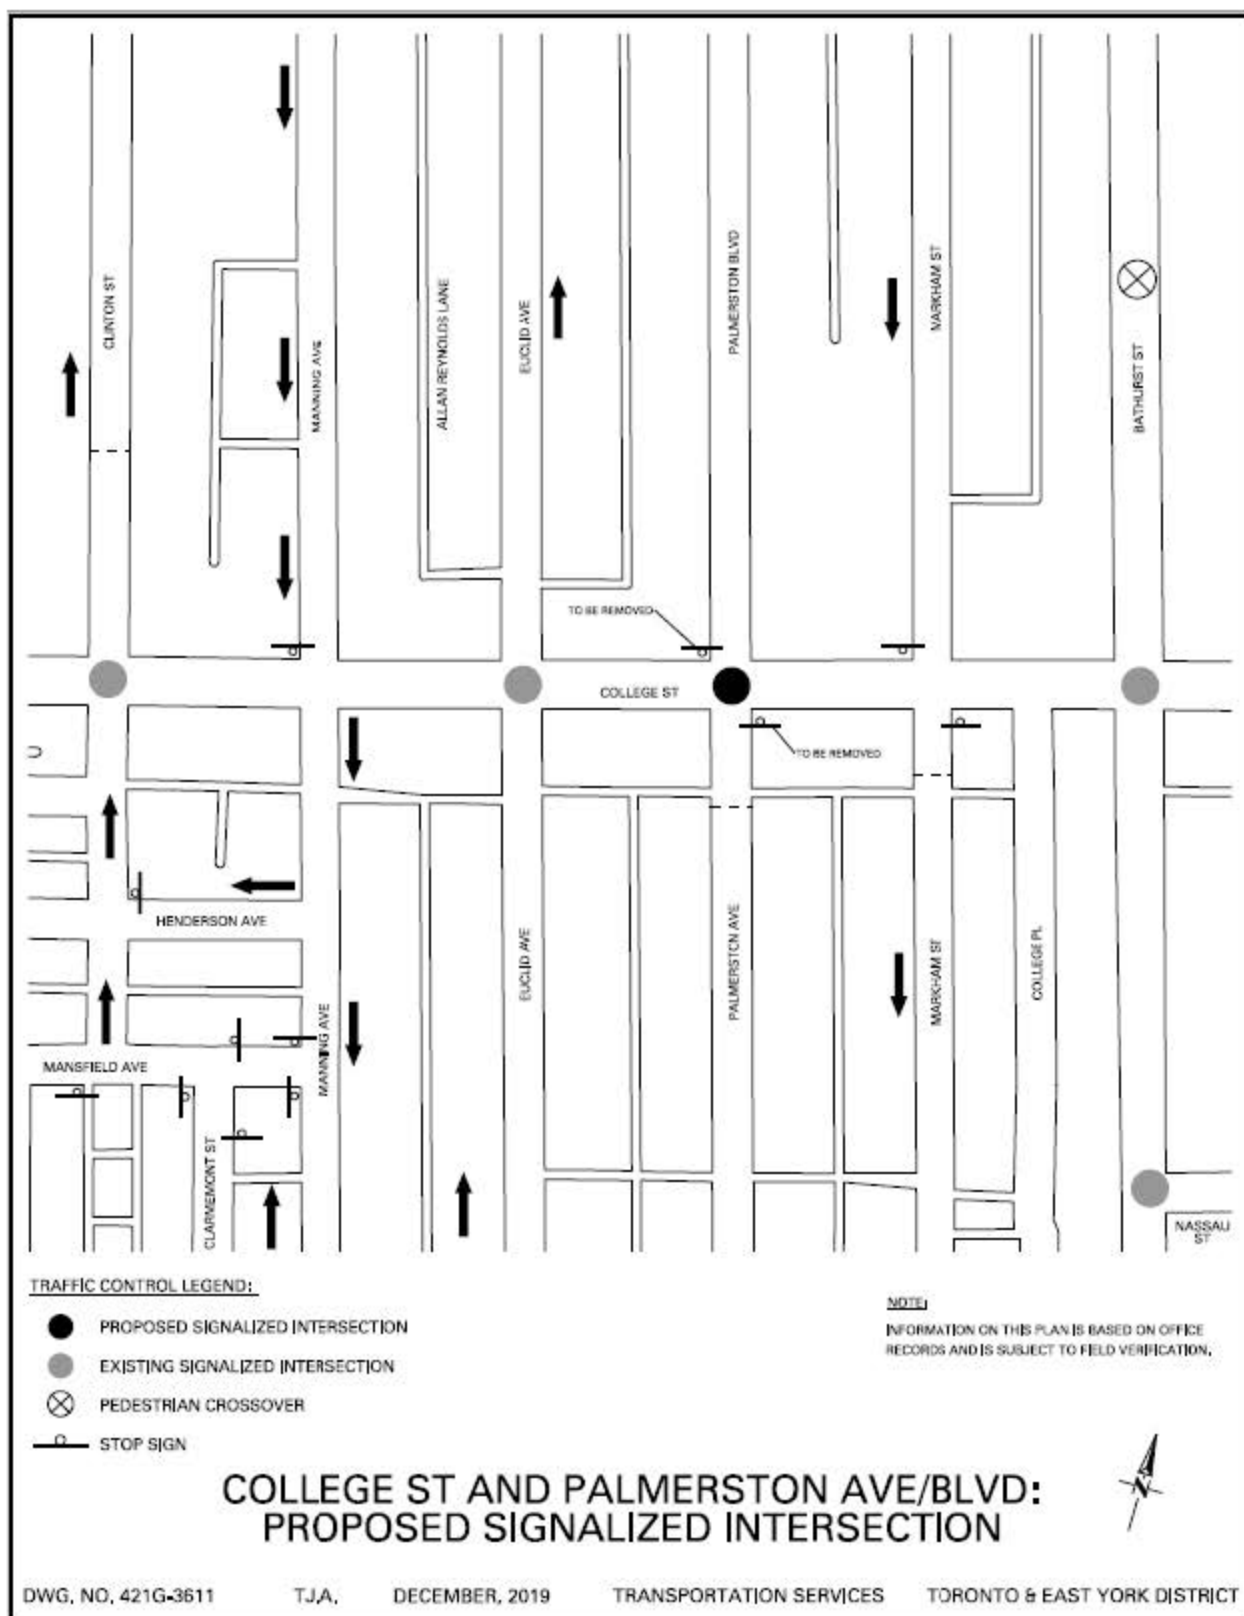 CLINTON ST
MANNING AVE
ALLAN REYNOLDS LANE
EUCLID AVE
PALMERSTON BLVD
MARKHAM ST
BATHURST ST
TO BE REMOVED
COLLEGE ST
TO BE REMOVED
HENDERSON AVE
MANSFIELD AVE
CLARMEMONT ST
MANNING AVE
EUCLID AVE
PALMERSTON AVE
MARKHAM ST
COLLEGE PL
NASSAU
ST
TRAFFIC CONTROL LEGEND:
PROPOSED SIGNALIZED INTERSECTION
EXISTING SIGNALIZED INTERSECTION
PEDESTRIAN CROSSOVER
STOP SIGN
NOTE:
INFORMATION ON THIS PLAN IS BASED ON OFFICE
RECORDS AND IS SUBJECT TO FIELD VERIFICATION.
N
COLLEGE ST AND PALMERSTON AVE/BLVD:
PROPOSED SIGNALIZED INTERSECTION
DWG. NO. 421G-3611 T.J.A. DECEMBER, 2019 TRANSPORTATION SERVICES TORONTO & EAST YORK DISTRICT